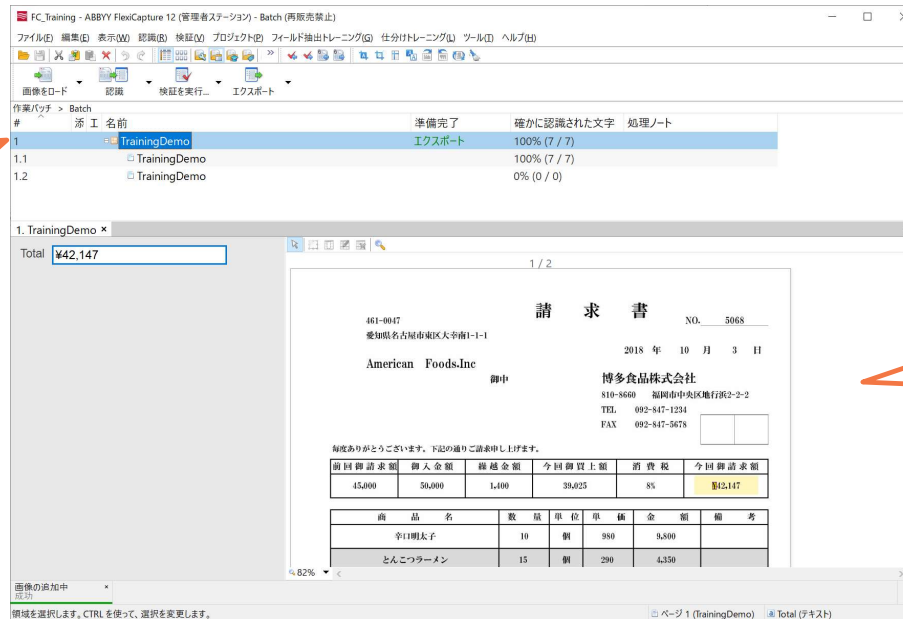 FC_Training - ABBYY FlexiCapture 12 (管理者ステーション) - Batch (再販売禁止)
ファイル(F) 編集(E) 表示(W) 認識(R) 検証(V) プロジェクト(P) フィールド抽出トレーニング(G) 仕分けトレーニング(L) ツール(T) ヘルプ(H)
画像をロード 認識 検証を実行... エクスポート
作業バッチ > Batch
# 添 エ 名前 準備完了 確かに認識された文字 処理ノート
1 TrainingDemo エクスポート 100% (7 / 7)
1.1 TrainingDemo 100% (7 / 7)
1.2 TrainingDemo 0% (0 / 0)
1. TrainingDemo ×
Total ¥42,147
1 / 2
請 求 書
NO. 5068
461-0047
愛知県名古屋市東区大幸南1-1-1
2018 年 10 月 3 日
American Foods.Inc
御中
博多食品株式会社
810-8660 福岡市中央区地行浜2-2-2
TEL 092-847-1234
FAX 092-847-5678
毎度ありがとうございます。下記の通りご請求申し上げます。
前回御請求額 御入金額 繰越金額 今回御買上額 消費税 今回御請求額
45,000 50,000 1,400 39,025 8% ¥42,147
商 品 名 数 量 単 位 単 価 金 額 備 考
辛口明太子 10 個 980 9,800
とんこつラーメン 15 個 290 4,350
82%
画像の追加中 ×
成功
領域を選択します。CTRL を使って、選択を変更します。 ページ 1 (TrainingDemo) Total (テキスト)